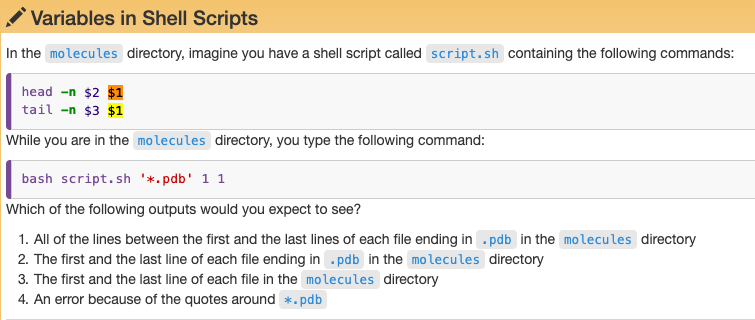 Variables in Shell Scripts
In the molecules directory, imagine you have a shell script called script.sh containing the following commands:
head -n $2 $1
tail -n $3 $1
While you are in the molecules directory, you type the following command:
bash script.sh '*.pdb' 1 1
Which of the following outputs would you expect to see?
1. All of the lines between the first and the last lines of each file ending in .pdb in the molecules directory
2. The first and the last line of each file ending in .pdb in the molecules directory
3. The first and the last line of each file in the molecules directory
4. An error because of the quotes around *.pdb